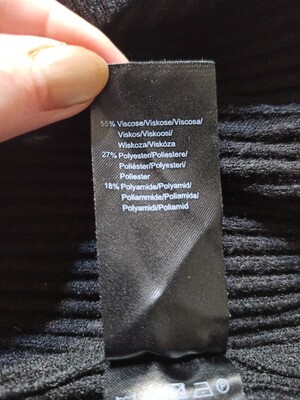 55% Viscose/Viskose/Viscosa/
Viskos/Viskoosi/
Wiskoza/Viskóza
27% Polyester/Poliestere/
Poliéster/Polyesteri/
Poliester
18% Polyamide/Polyamid/
Poliammide/Poliamida/
Polyamidi/Poliamid